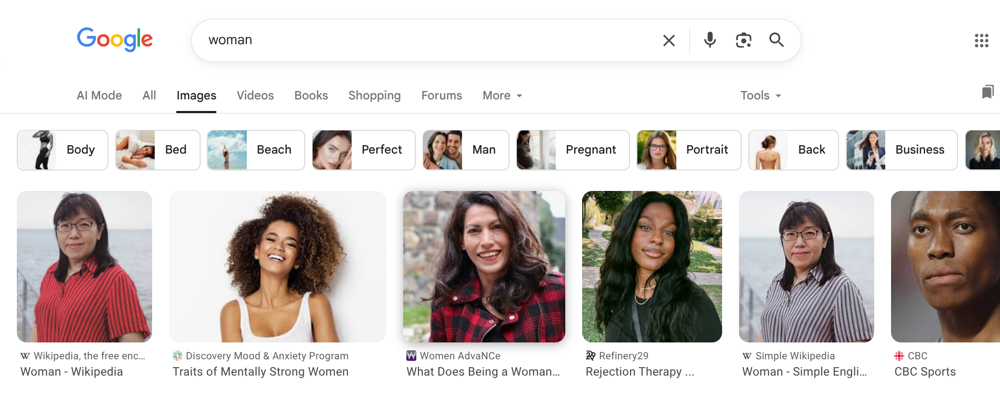 Google
woman
AI Mode
All
Images
Videos
Books
Shopping
Forums
More
Tools
Body
Bed
Beach
Perfect
Man
Pregnant
Portrait
Back
Business
W Wikipedia, the free enc...
Woman - Wikipedia
Discovery Mood & Anxiety Program
Traits of Mentally Strong Women
W Women AdvaNCe
What Does Being a Woman...
R29 Refinery29
Rejection Therapy ...
W Simple Wikipedia
Woman - Simple Engli...
CBC
CBC Sports